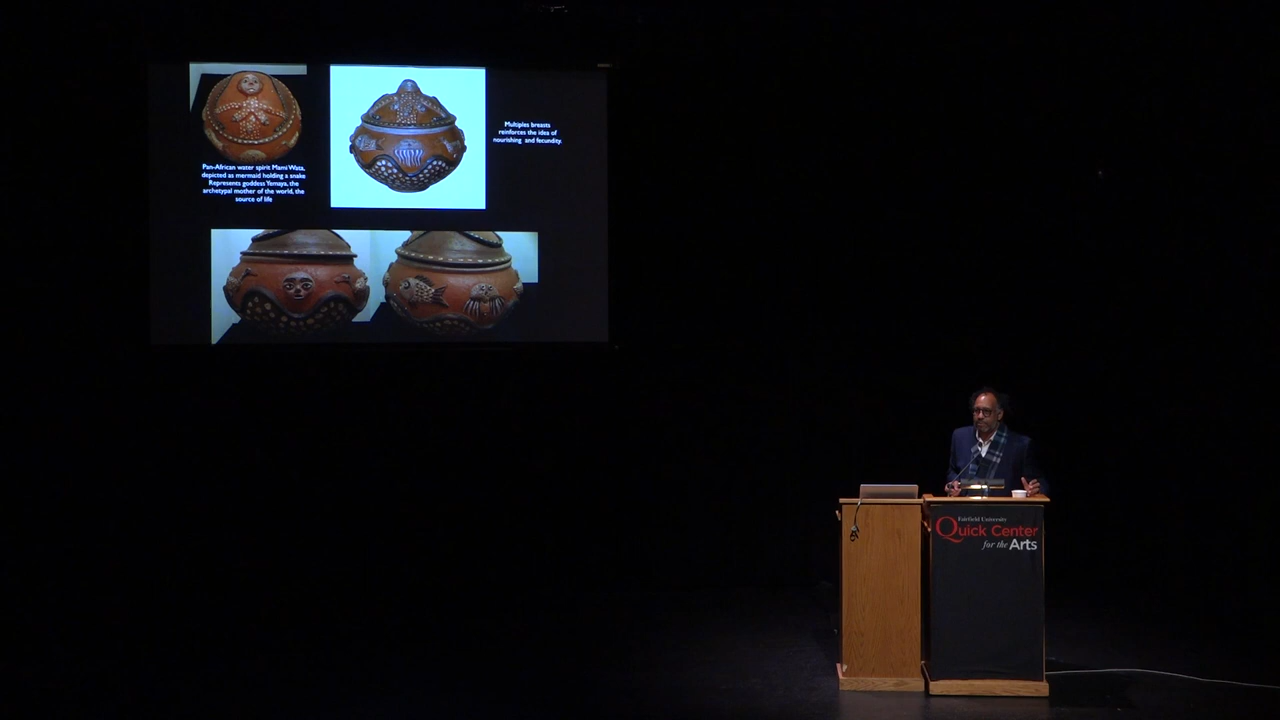 Pan-African water spirit Mami Wata,
depicted as mermaid holding a snake
Represents goddess Yemaya, the
archetypal mother of the world, the
source of life
Multiples breasts
reinforces the idea of
nourishing and fecundity.
Fairfield University
Quick Center
for the Arts